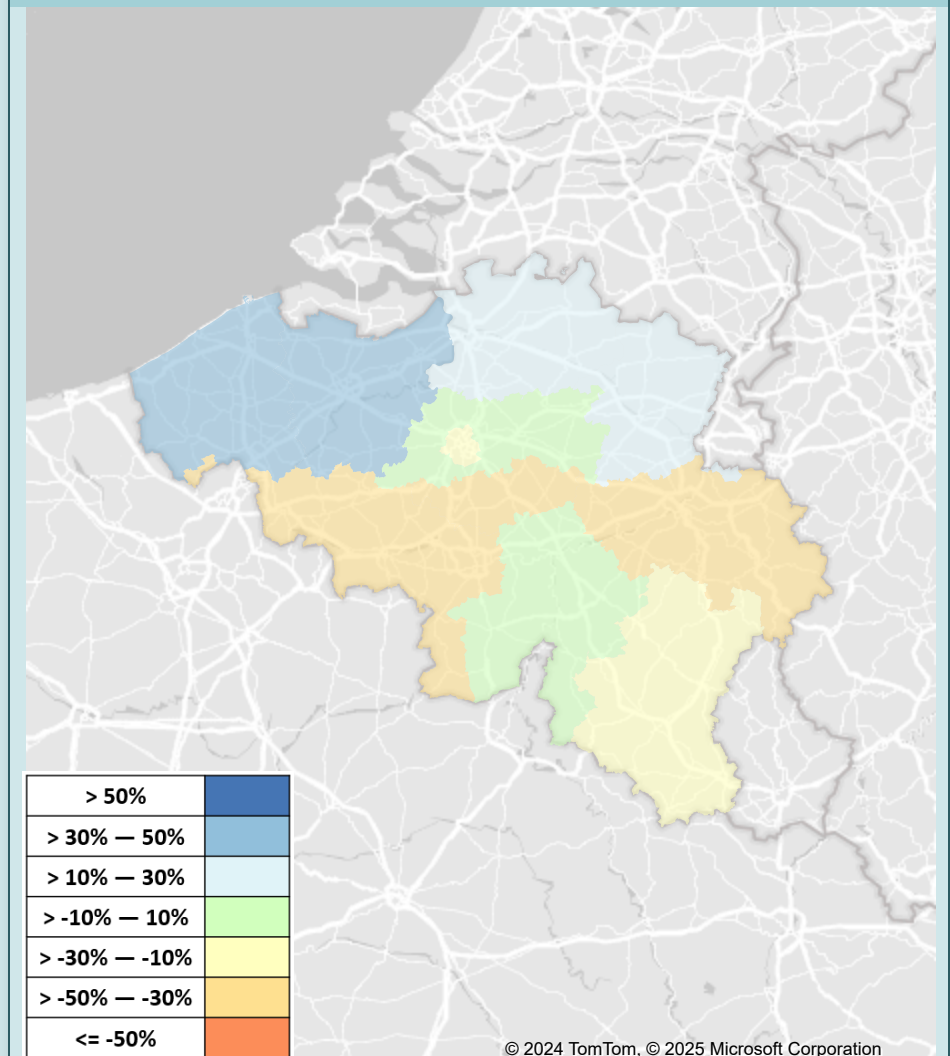 > 50%
> 30% — 50%
> 10% — 30%
> -10% — 10%
> -30% — -10%
> -50% — -30%
<= -50%
© 2024 TomTom, © 2025 Microsoft Corporation